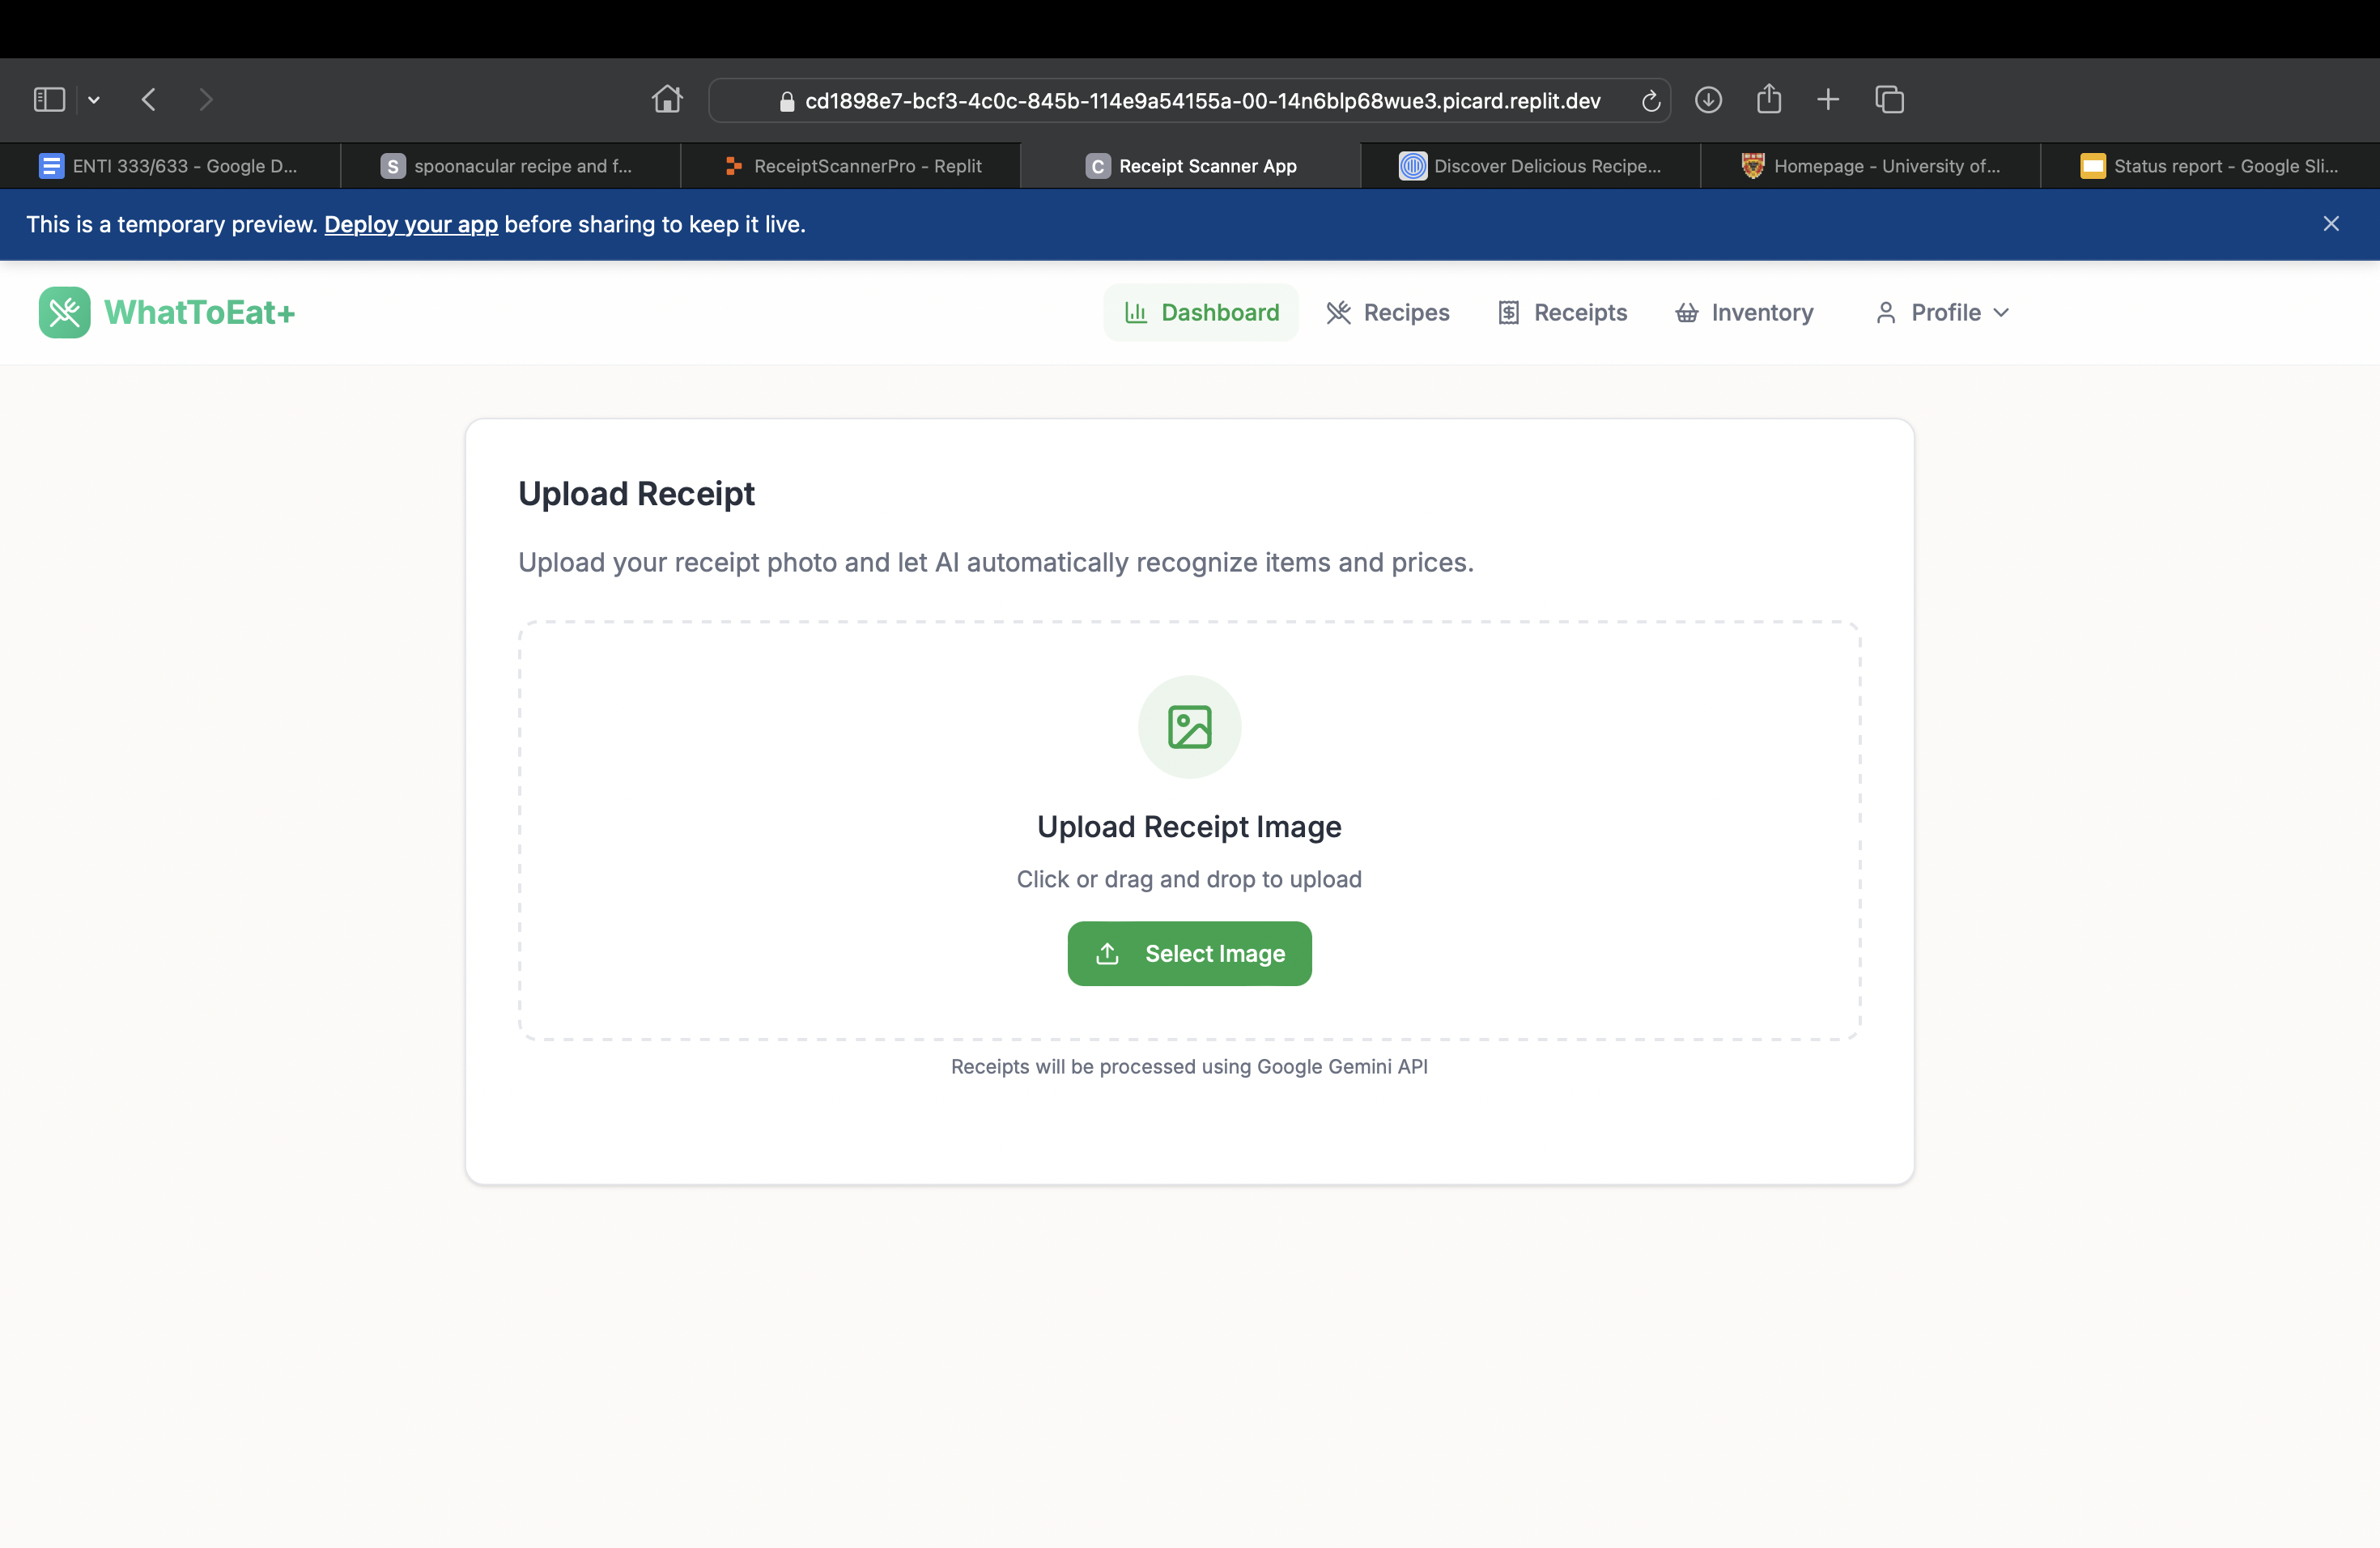 cd1898e7-bcf3-4c0c-845b-114e9a54155a-00-14n6blp68wue3.picard.replit.dev
ENTI 333/633 - Google D...
S spoonacular recipe and f...
ReceiptScannerPro - Replit
C Receipt Scanner App
Discover Delicious Recipe...
Homepage - University of...
Status report - Google Sli...
This is a temporary preview. Deploy your app before sharing to keep it live.
WhatToEat+
Dashboard
Recipes
Receipts
Inventory
Profile
Upload Receipt
Upload your receipt photo and let AI automatically recognize items and prices.
Upload Receipt Image
Click or drag and drop to upload
Select Image
Receipts will be processed using Google Gemini API